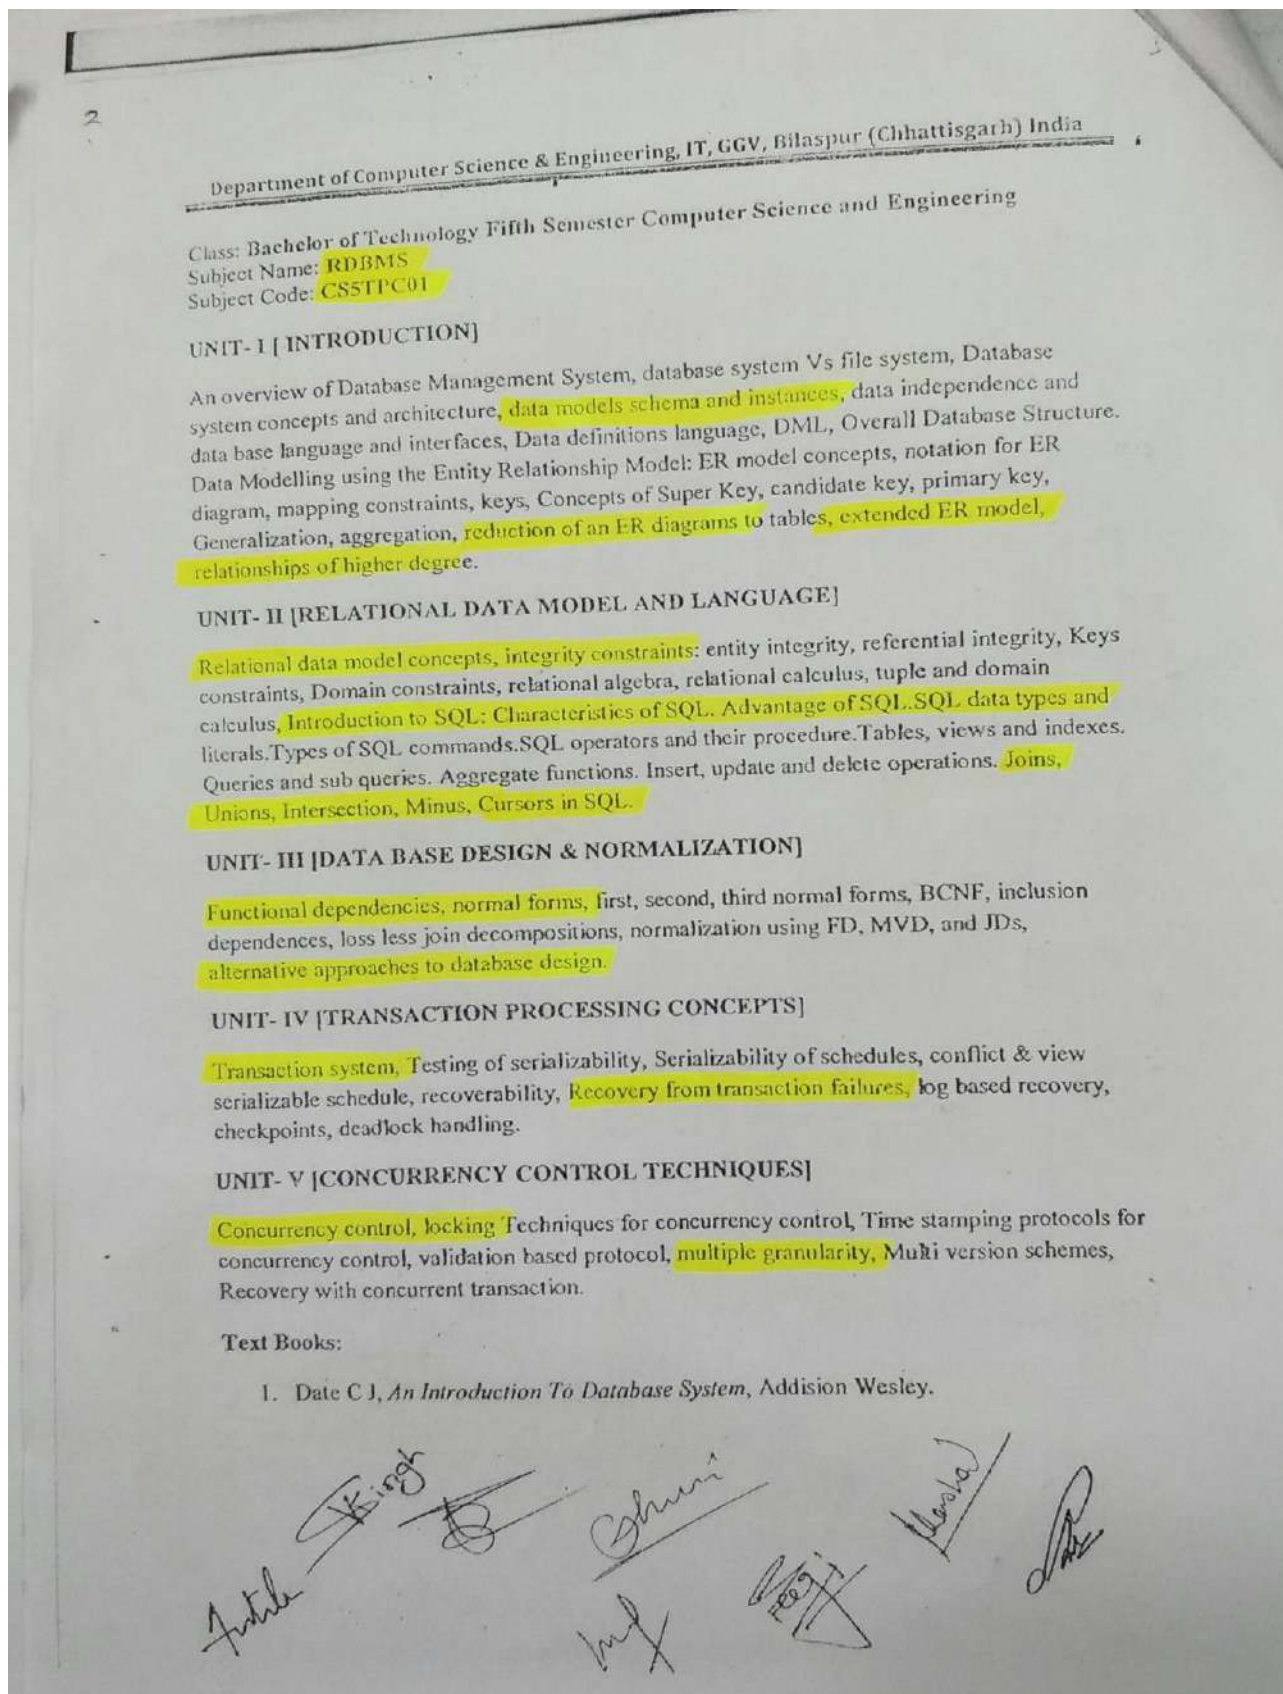 2
Department of Computer Science & Engineering, IT, GGV, Bilaspur (Chhattisgarh) India
Class: Bachelor of Technology Fifth Semester Computer Science and Engineering
Subject Name: RDBMS
Subject Code: CS5TPC01
UNIT- I [ INTRODUCTION]
An overview of Database Management System, database system Vs file system, Database
system concepts and architecture, data models schema and instances, data independence and
data base language and interfaces, Data definitions language, DML, Overall Database Structure.
Data Modelling using the Entity Relationship Model: ER model concepts, notation for ER
diagram, mapping constraints, keys, Concepts of Super Key, candidate key, primary key,
Generalization, aggregation, reduction of an ER diagrams to tables, extended ER model,
relationships of higher degree.
UNIT- II [RELATIONAL DATA MODEL AND LANGUAGE]
Relational data model concepts, integrity constraints: entity integrity, referential integrity, Keys
constraints, Domain constraints, relational algebra, relational calculus, tuple and domain
calculus, Introduction to SQL: Characteristics of SQL. Advantage of SQL.SQL data types and
literals.Types of SQL commands.SQL operators and their procedure.Tables, views and indexes.
Queries and sub queries. Aggregate functions. Insert, update and delete operations. Joins,
Unions, Intersection, Minus, Cursors in SQL.
UNIT- III [DATA BASE DESIGN & NORMALIZATION]
Functional dependencies, normal forms, first, second, third normal forms, BCNF, inclusion
dependences, loss less join decompositions, normalization using FD, MVD, and JDs,
alternative approaches to database design.
UNIT- IV [TRANSACTION PROCESSING CONCEPTS]
Transaction system, Testing of serializability, Serializability of schedules, conflict & view
serializable schedule, recoverability, Recovery from transaction failures, log based recovery,
checkpoints, deadlock handling.
UNIT- V [CONCURRENCY CONTROL TECHNIQUES]
Concurrency control, locking Techniques for concurrency control, Time stamping protocols for
concurrency control, validation based protocol, multiple granularity, Multi version schemes,
Recovery with concurrent transaction.
Text Books:
1. Date C J, An Introduction To Database System, Addision Wesley.